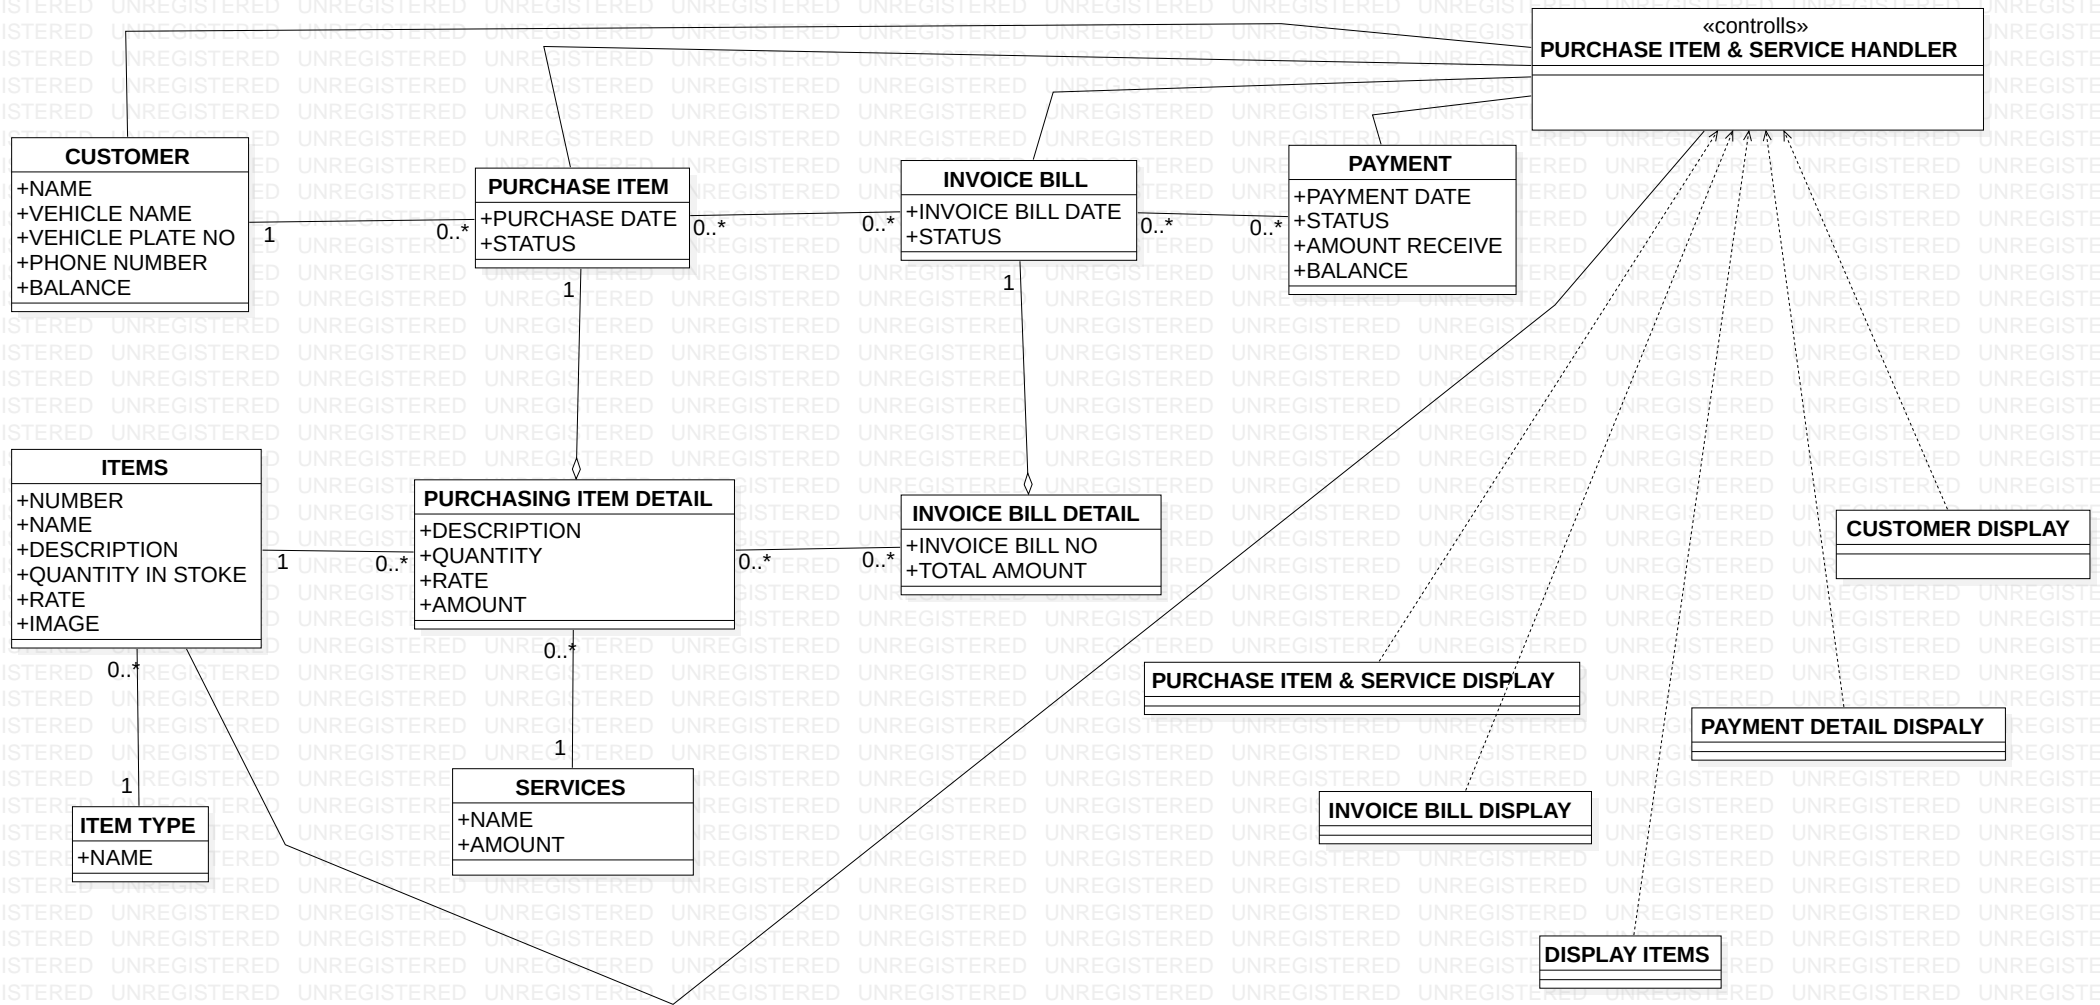 «controlls»
PURCHASE ITEM & SERVICE HANDLER
CUSTOMER
+NAME
+VEHICLE NAME
+VEHICLE PLATE NO
+PHONE NUMBER
+BALANCE
1
0..*
PURCHASE ITEM
+PURCHASE DATE
+STATUS
0..*
0..*
1
INVOICE BILL
+INVOICE BILL DATE
+STATUS
0..*
0..*
1
PAYMENT
+PAYMENT DATE
+STATUS
+AMOUNT RECEIVE
+BALANCE
ITEMS
+NUMBER
+NAME
+DESCRIPTION
+QUANTITY IN STOKE
+RATE
+IMAGE
1
0..*
0..*
1
PURCHASING ITEM DETAIL
+DESCRIPTION
+QUANTITY
+RATE
+AMOUNT
0..*
0..*
0..*
1
INVOICE BILL DETAIL
+INVOICE BILL NO
+TOTAL AMOUNT
ITEM TYPE
+NAME
SERVICES
+NAME
+AMOUNT
CUSTOMER DISPLAY
PURCHASE ITEM & SERVICE DISPLAY
PAYMENT DETAIL DISPALY
INVOICE BILL DISPLAY
DISPLAY ITEMS
UNREGISTERED